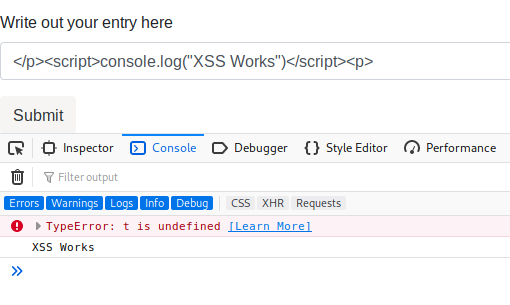 Write out your entry here
</p><script>console.log("XSS Works")</script><p>
Submit
Inspector Console Debugger Style Editor Performance
Filter output
Errors Warnings Logs Info Debug CSS XHR Requests
TypeError: t is undefined [Learn More]
XSS Works